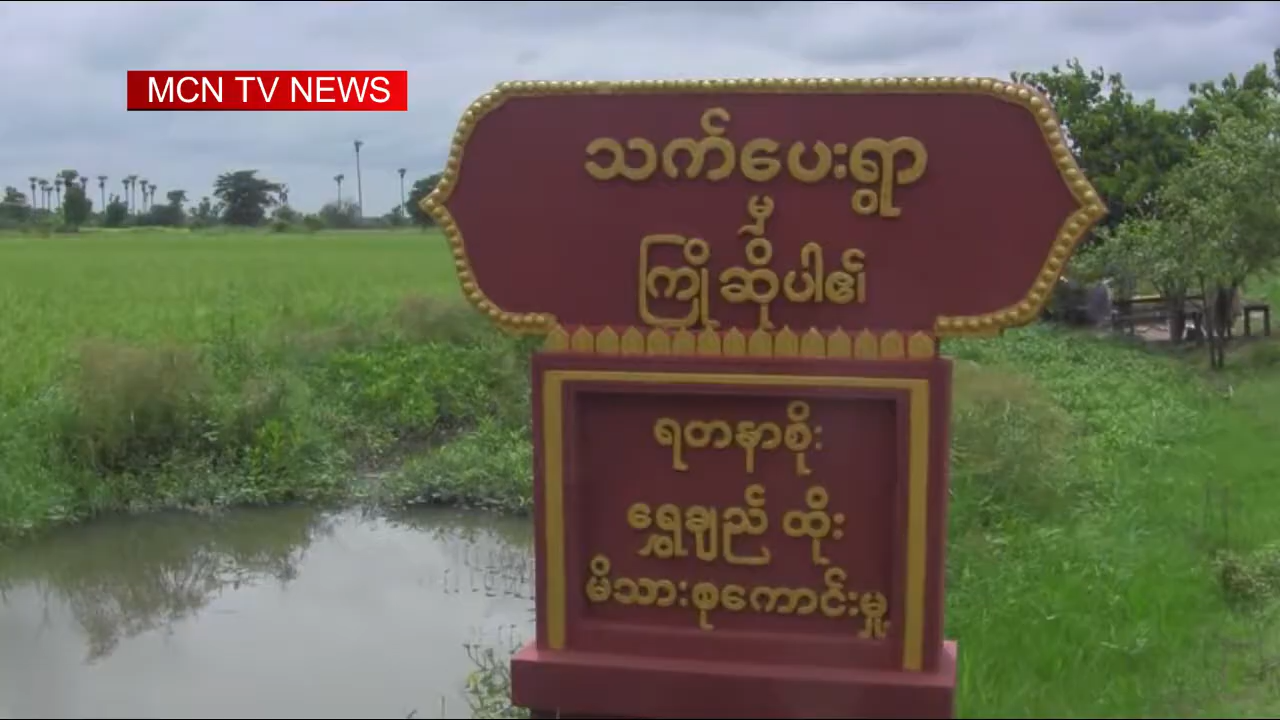 MCN TV NEWS
သက်ပေးရွာ
မှ
ကြိုဆိုပါ၏
ရတနာစိုး
ရွှေချည် ထိုး
မိသားစုကောင်းမှု